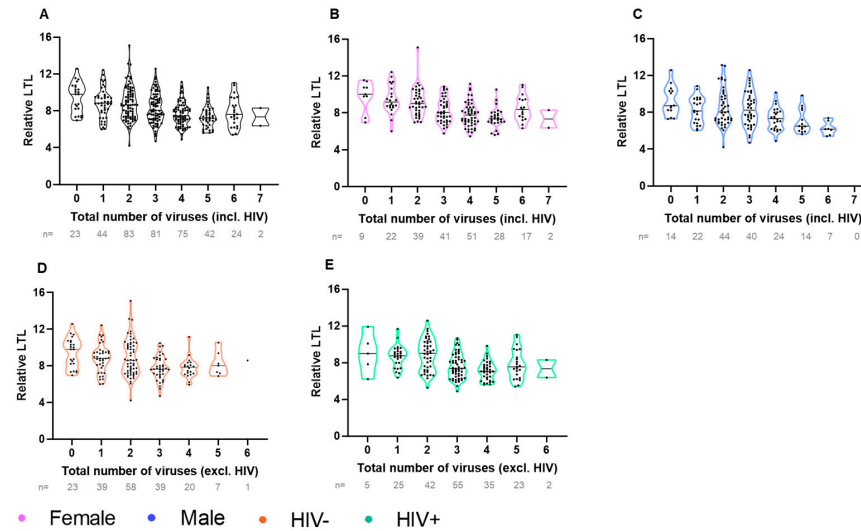 A
Relative LTL
16
12
8
4
0
0 1 2 3 4 5 6 7
Total number of viruses (incl. HIV)
n= 23 44 83 81 75 42 24 2
B
Relative LTL
16
12
8
4
0
0 1 2 3 4 5 6 7
Total number of viruses (incl. HIV)
n= 9 22 39 41 51 28 17 2
C
Relative LTL
16
12
8
4
0
0 1 2 3 4 5 6 7
Total number of viruses (incl. HIV)
n= 14 22 44 40 24 14 7 0
D
Relative LTL
16
12
8
4
0
0 1 2 3 4 5 6
Total number of viruses (excl. HIV)
n= 23 39 58 39 20 7 1
E
Relative LTL
16
12
8
4
0
0 1 2 3 4 5 6
Total number of viruses (excl. HIV)
n= 5 25 42 55 35 23 2
Female Male HIV- HIV+